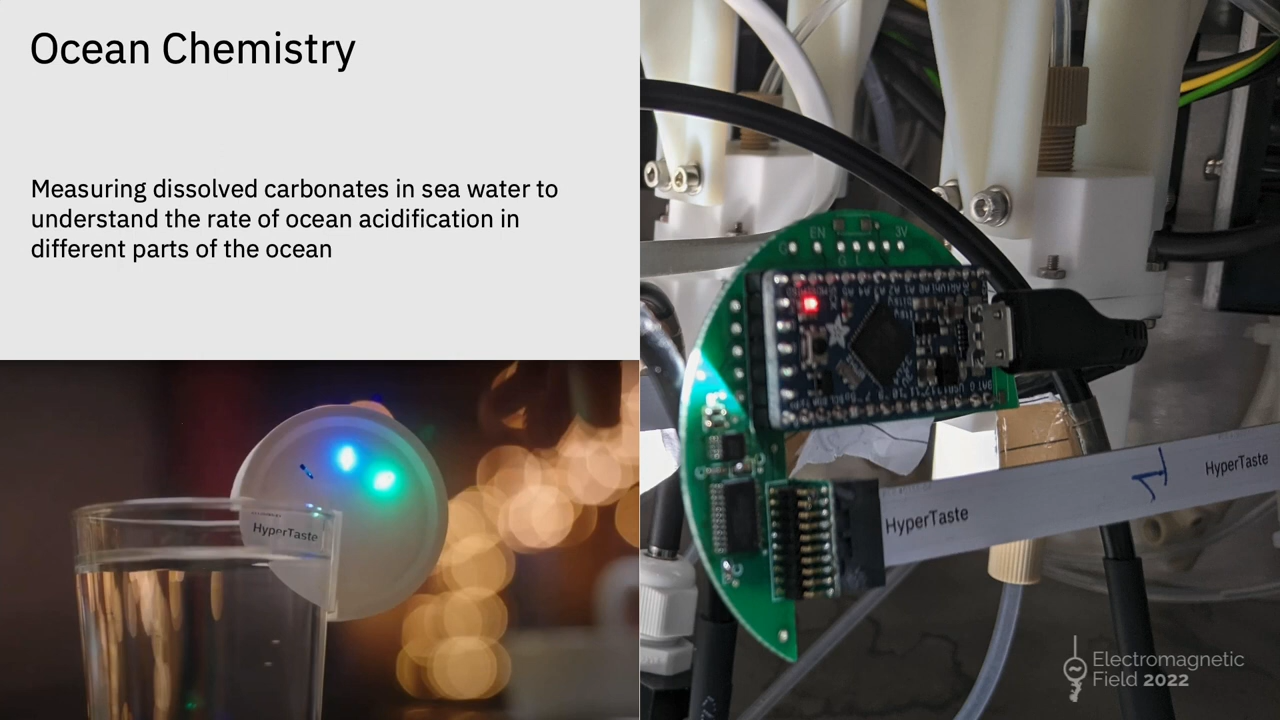 Ocean Chemistry
Measuring dissolved carbonates in sea water to
understand the rate of ocean acidification in
different parts of the ocean
HyperTaste
EN
3V
G
HyperTaste
1
HyperTaste
Electromagnetic
Field 2022